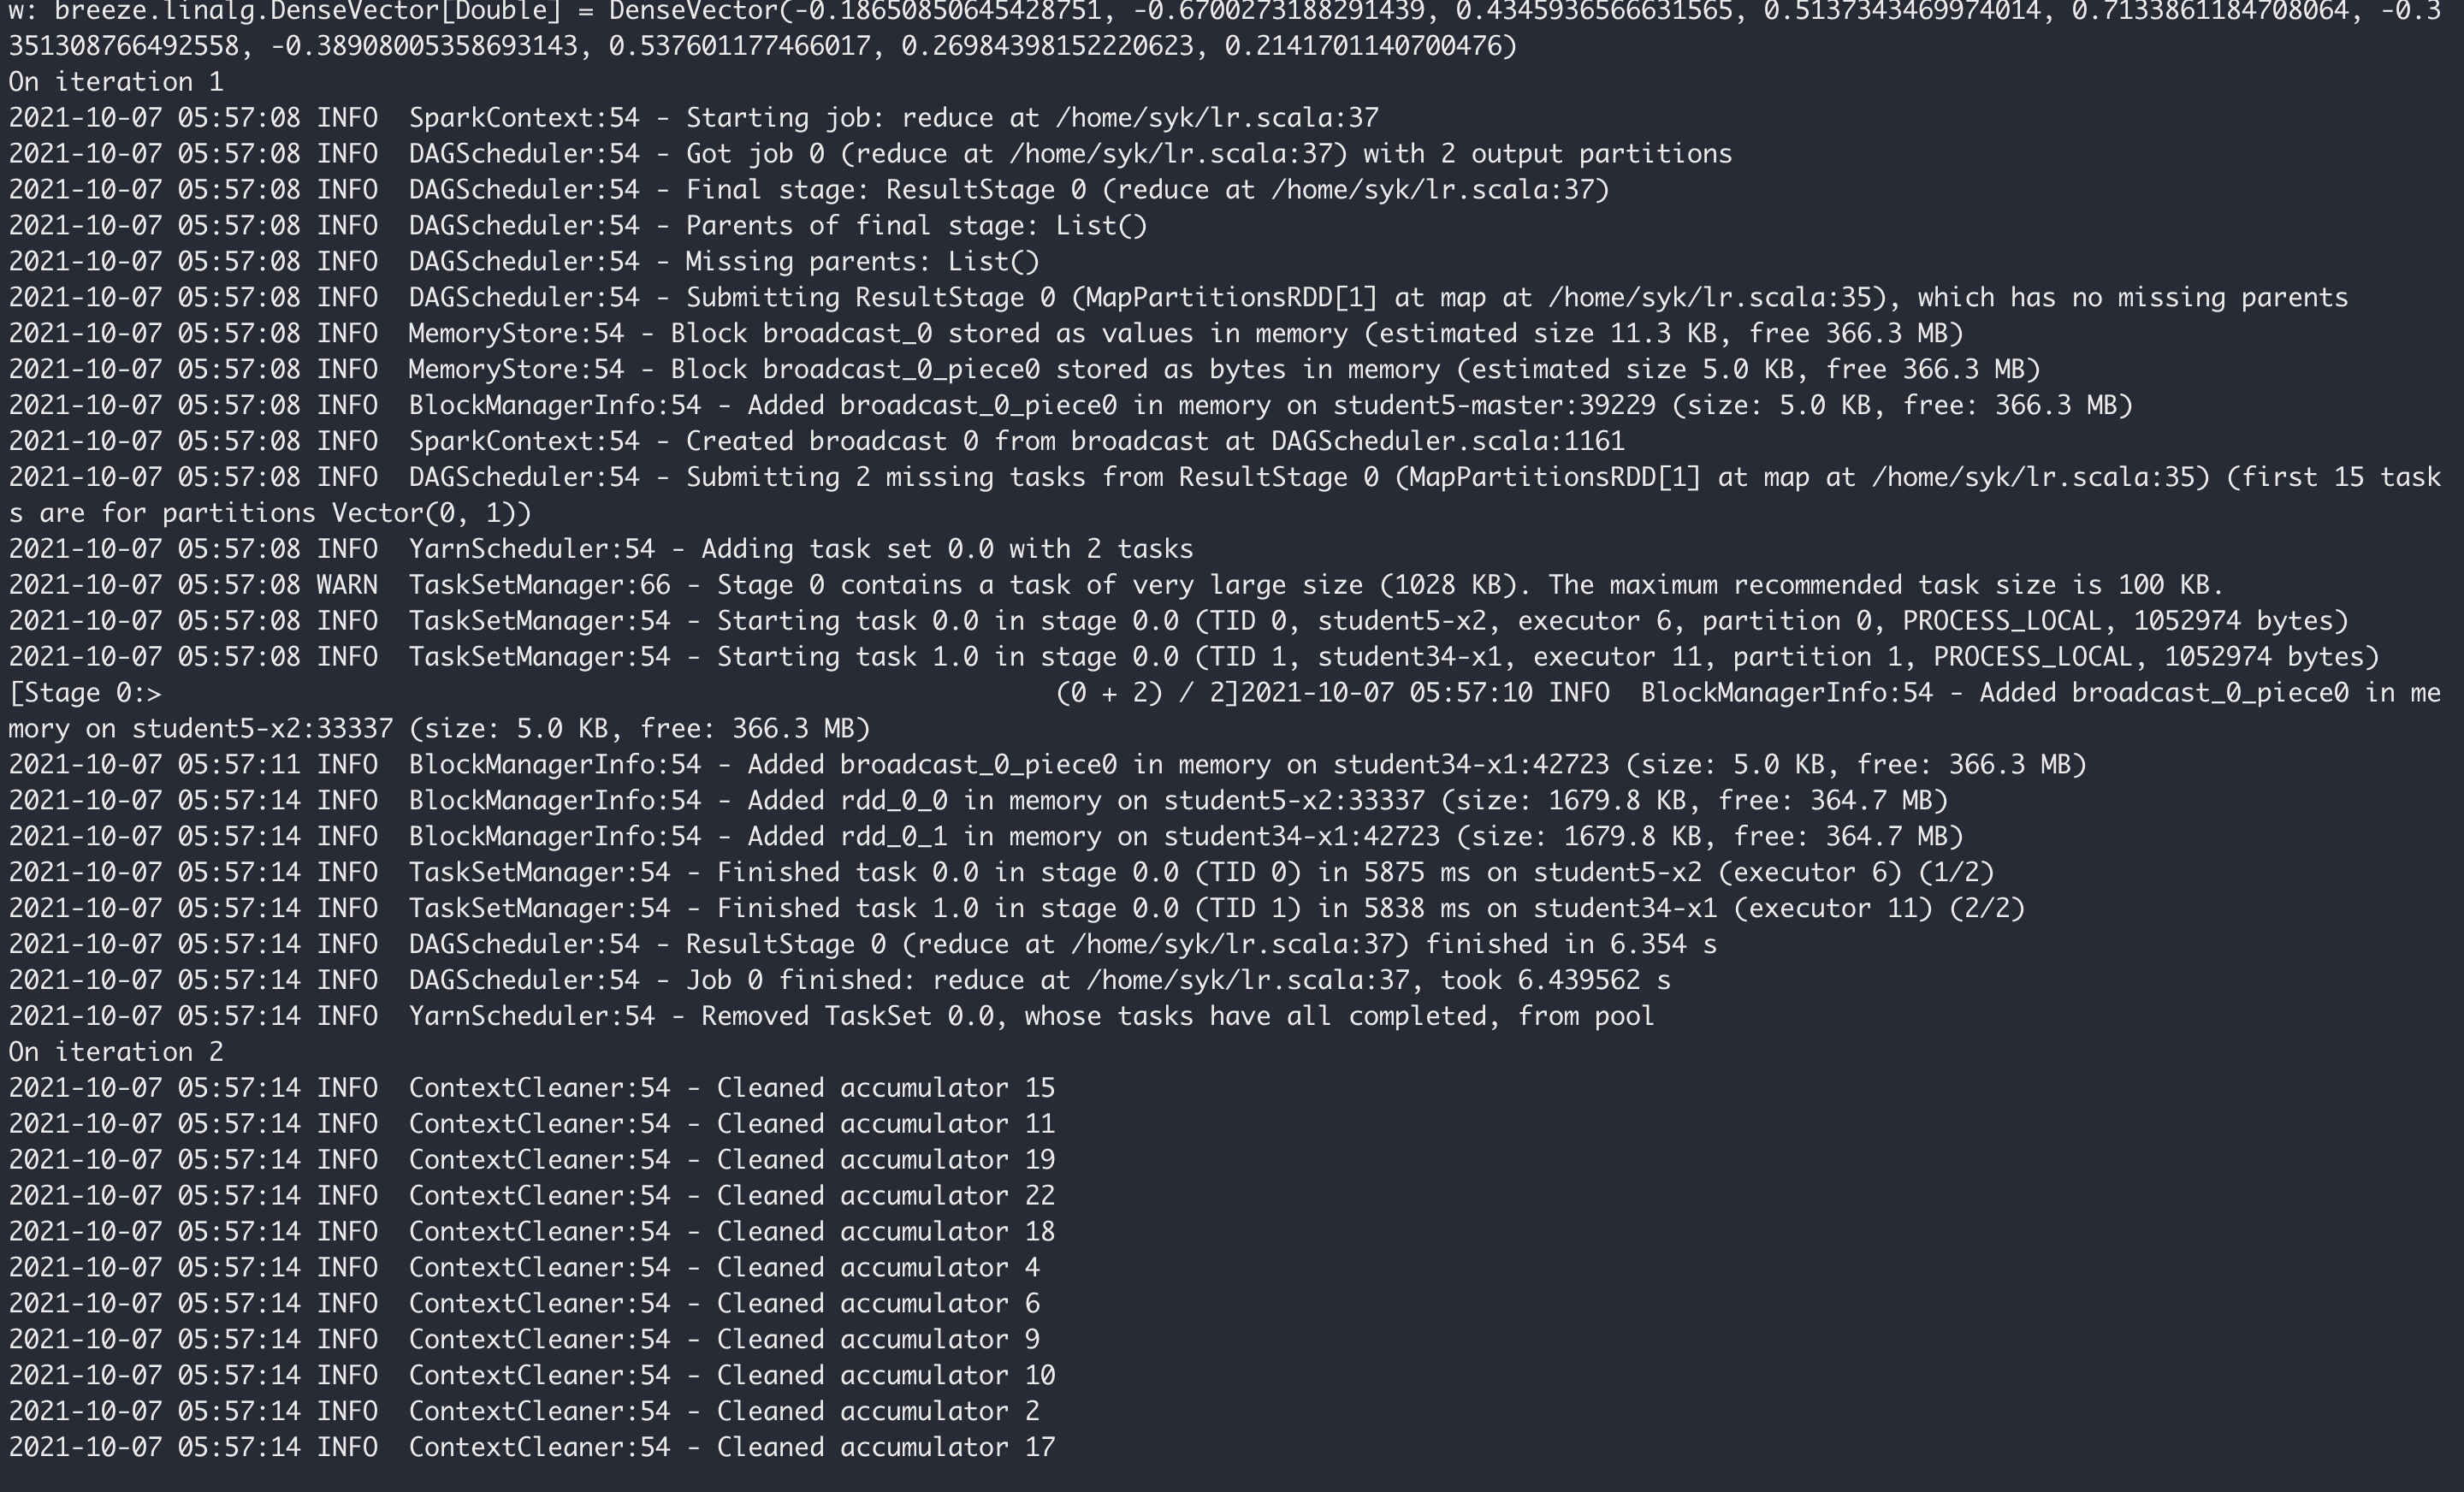 w: breeze.linalg.DenseVector[Double] = DenseVector(-0.18650850645428751, -0.6700273188291439, 0.4345936566631565, 0.5137343469974014, 0.7133861184708064, -0.3
351308766492558, -0.38908005358693143, 0.537601177466017, 0.26984398152220623, 0.2141701140700476)
On iteration 1
2021-10-07 05:57:08 INFO  SparkContext:54 - Starting job: reduce at /home/syk/lr.scala:37
2021-10-07 05:57:08 INFO  DAGScheduler:54 - Got job 0 (reduce at /home/syk/lr.scala:37) with 2 output partitions
2021-10-07 05:57:08 INFO  DAGScheduler:54 - Final stage: ResultStage 0 (reduce at /home/syk/lr.scala:37)
2021-10-07 05:57:08 INFO  DAGScheduler:54 - Parents of final stage: List()
2021-10-07 05:57:08 INFO  DAGScheduler:54 - Missing parents: List()
2021-10-07 05:57:08 INFO  DAGScheduler:54 - Submitting ResultStage 0 (MapPartitionsRDD[1] at map at /home/syk/lr.scala:35), which has no missing parents
2021-10-07 05:57:08 INFO  MemoryStore:54 - Block broadcast_0 stored as values in memory (estimated size 11.3 KB, free 366.3 MB)
2021-10-07 05:57:08 INFO  MemoryStore:54 - Block broadcast_0_piece0 stored as bytes in memory (estimated size 5.0 KB, free 366.3 MB)
2021-10-07 05:57:08 INFO  BlockManagerInfo:54 - Added broadcast_0_piece0 in memory on student5-master:39229 (size: 5.0 KB, free: 366.3 MB)
2021-10-07 05:57:08 INFO  SparkContext:54 - Created broadcast 0 from broadcast at DAGScheduler.scala:1161
2021-10-07 05:57:08 INFO  DAGScheduler:54 - Submitting 2 missing tasks from ResultStage 0 (MapPartitionsRDD[1] at map at /home/syk/lr.scala:35) (first 15 task
s are for partitions Vector(0, 1))
2021-10-07 05:57:08 INFO  YarnScheduler:54 - Adding task set 0.0 with 2 tasks
2021-10-07 05:57:08 WARN  TaskSetManager:66 - Stage 0 contains a task of very large size (1028 KB). The maximum recommended task size is 100 KB.
2021-10-07 05:57:08 INFO  TaskSetManager:54 - Starting task 0.0 in stage 0.0 (TID 0, student5-x2, executor 6, partition 0, PROCESS_LOCAL, 1052974 bytes)
2021-10-07 05:57:08 INFO  TaskSetManager:54 - Starting task 1.0 in stage 0.0 (TID 1, student34-x1, executor 11, partition 1, PROCESS_LOCAL, 1052974 bytes)
[Stage 0:>                                                          (0 + 2) / 2]2021-10-07 05:57:10 INFO  BlockManagerInfo:54 - Added broadcast_0_piece0 in me
mory on student5-x2:33337 (size: 5.0 KB, free: 366.3 MB)
2021-10-07 05:57:11 INFO  BlockManagerInfo:54 - Added broadcast_0_piece0 in memory on student34-x1:42723 (size: 5.0 KB, free: 366.3 MB)
2021-10-07 05:57:14 INFO  BlockManagerInfo:54 - Added rdd_0_0 in memory on student5-x2:33337 (size: 1679.8 KB, free: 364.7 MB)
2021-10-07 05:57:14 INFO  BlockManagerInfo:54 - Added rdd_0_1 in memory on student34-x1:42723 (size: 1679.8 KB, free: 364.7 MB)
2021-10-07 05:57:14 INFO  TaskSetManager:54 - Finished task 0.0 in stage 0.0 (TID 0) in 5875 ms on student5-x2 (executor 6) (1/2)
2021-10-07 05:57:14 INFO  TaskSetManager:54 - Finished task 1.0 in stage 0.0 (TID 1) in 5838 ms on student34-x1 (executor 11) (2/2)
2021-10-07 05:57:14 INFO  DAGScheduler:54 - ResultStage 0 (reduce at /home/syk/lr.scala:37) finished in 6.354 s
2021-10-07 05:57:14 INFO  DAGScheduler:54 - Job 0 finished: reduce at /home/syk/lr.scala:37, took 6.439562 s
2021-10-07 05:57:14 INFO  YarnScheduler:54 - Removed TaskSet 0.0, whose tasks have all completed, from pool
On iteration 2
2021-10-07 05:57:14 INFO  ContextCleaner:54 - Cleaned accumulator 15
2021-10-07 05:57:14 INFO  ContextCleaner:54 - Cleaned accumulator 11
2021-10-07 05:57:14 INFO  ContextCleaner:54 - Cleaned accumulator 19
2021-10-07 05:57:14 INFO  ContextCleaner:54 - Cleaned accumulator 22
2021-10-07 05:57:14 INFO  ContextCleaner:54 - Cleaned accumulator 18
2021-10-07 05:57:14 INFO  ContextCleaner:54 - Cleaned accumulator 4
2021-10-07 05:57:14 INFO  ContextCleaner:54 - Cleaned accumulator 6
2021-10-07 05:57:14 INFO  ContextCleaner:54 - Cleaned accumulator 9
2021-10-07 05:57:14 INFO  ContextCleaner:54 - Cleaned accumulator 10
2021-10-07 05:57:14 INFO  ContextCleaner:54 - Cleaned accumulator 2
2021-10-07 05:57:14 INFO  ContextCleaner:54 - Cleaned accumulator 17